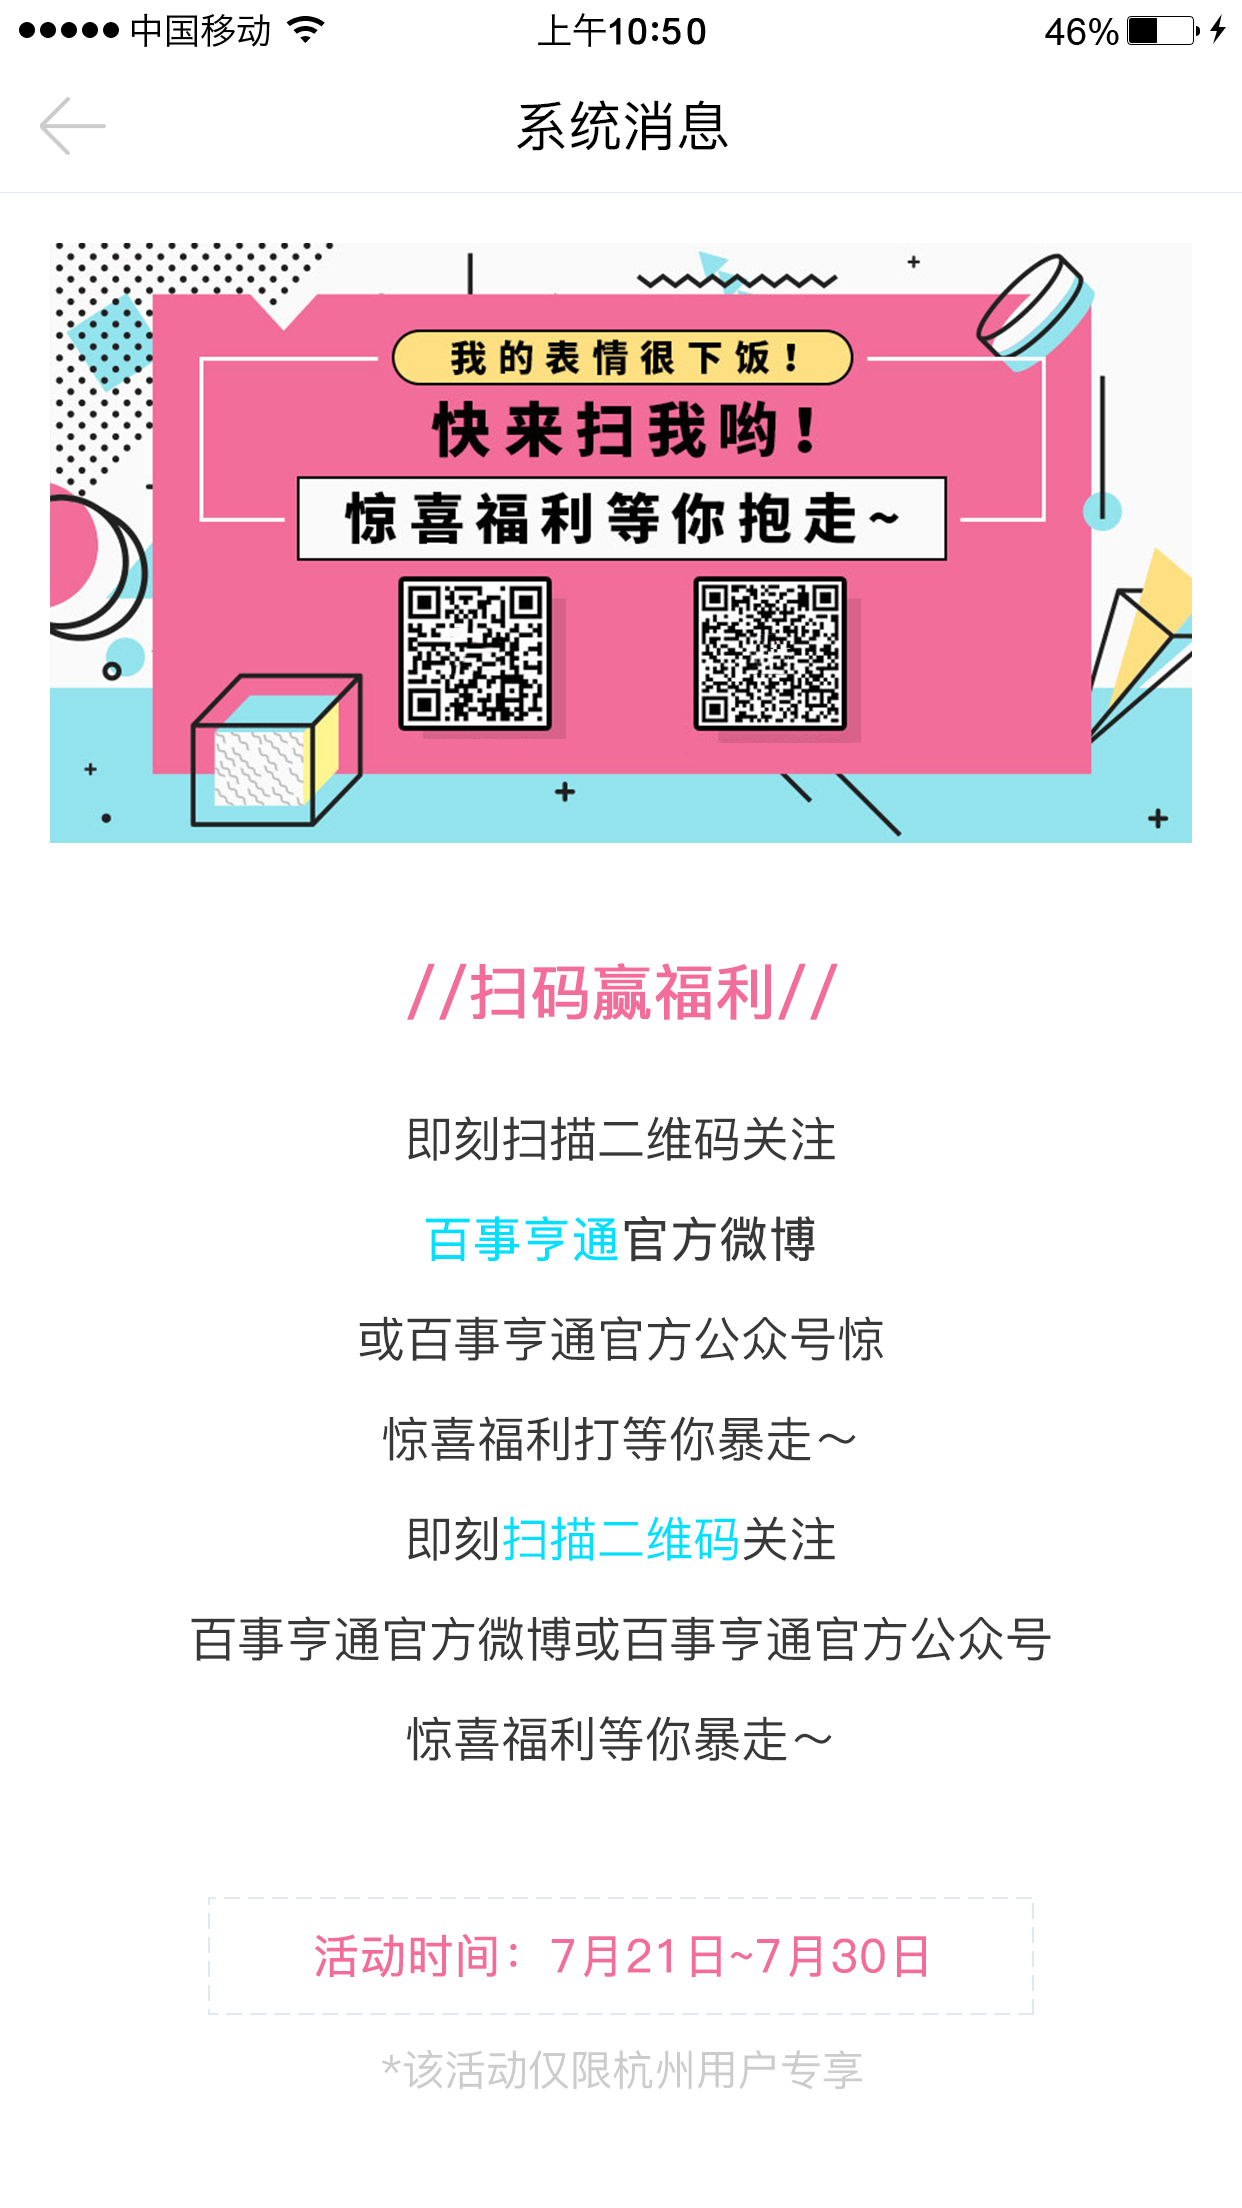 中国移动
上午10:50
46%
系统消息
我的表情很下饭！
快来扫我哟！
惊喜福利等你抱走~
//扫码赢福利//
即刻扫描二维码关注
百事亨通官方微博
或百事亨通官方公众号惊
惊喜福利打等你暴走～
即刻扫描二维码关注
百事亨通官方微博或百事亨通官方公众号
惊喜福利等你暴走～
活动时间：7月21日~7月30日
*该活动仅限杭州用户专享